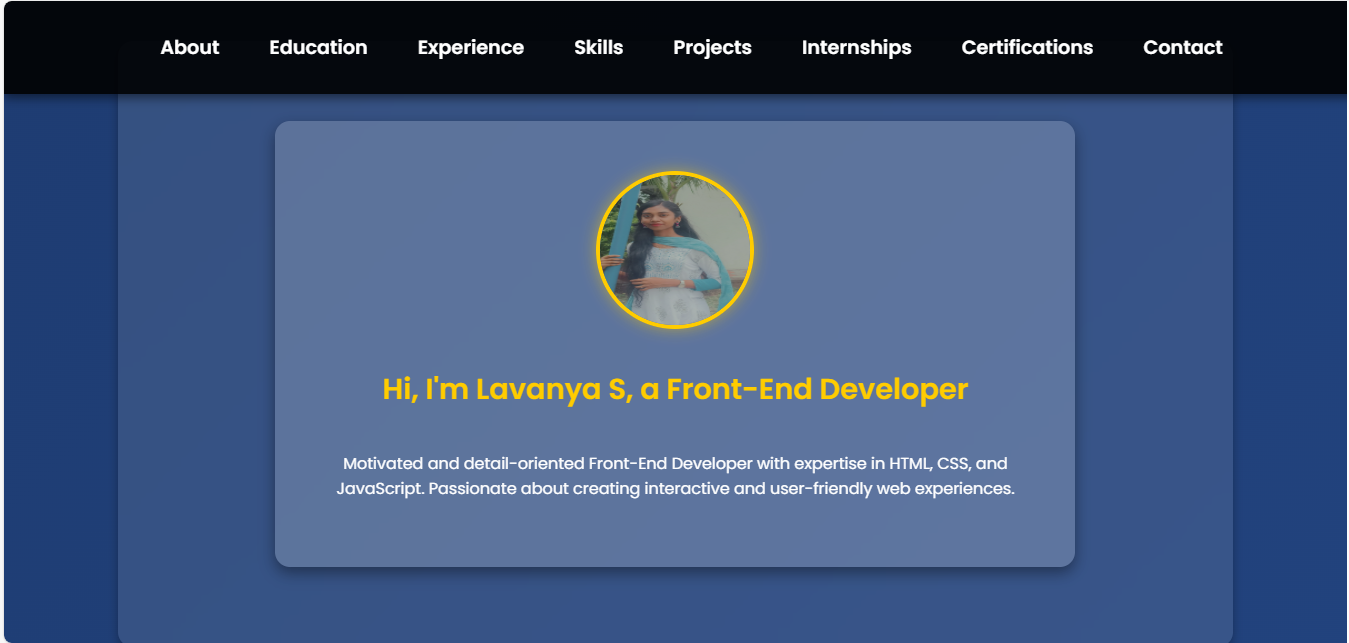 About Education Experience Skills Projects Internships Certifications Contact
Hi, I'm Lavanya S, a Front-End Developer
Motivated and detail-oriented Front-End Developer with expertise in HTML, CSS, and
JavaScript. Passionate about creating interactive and user-friendly web experiences.